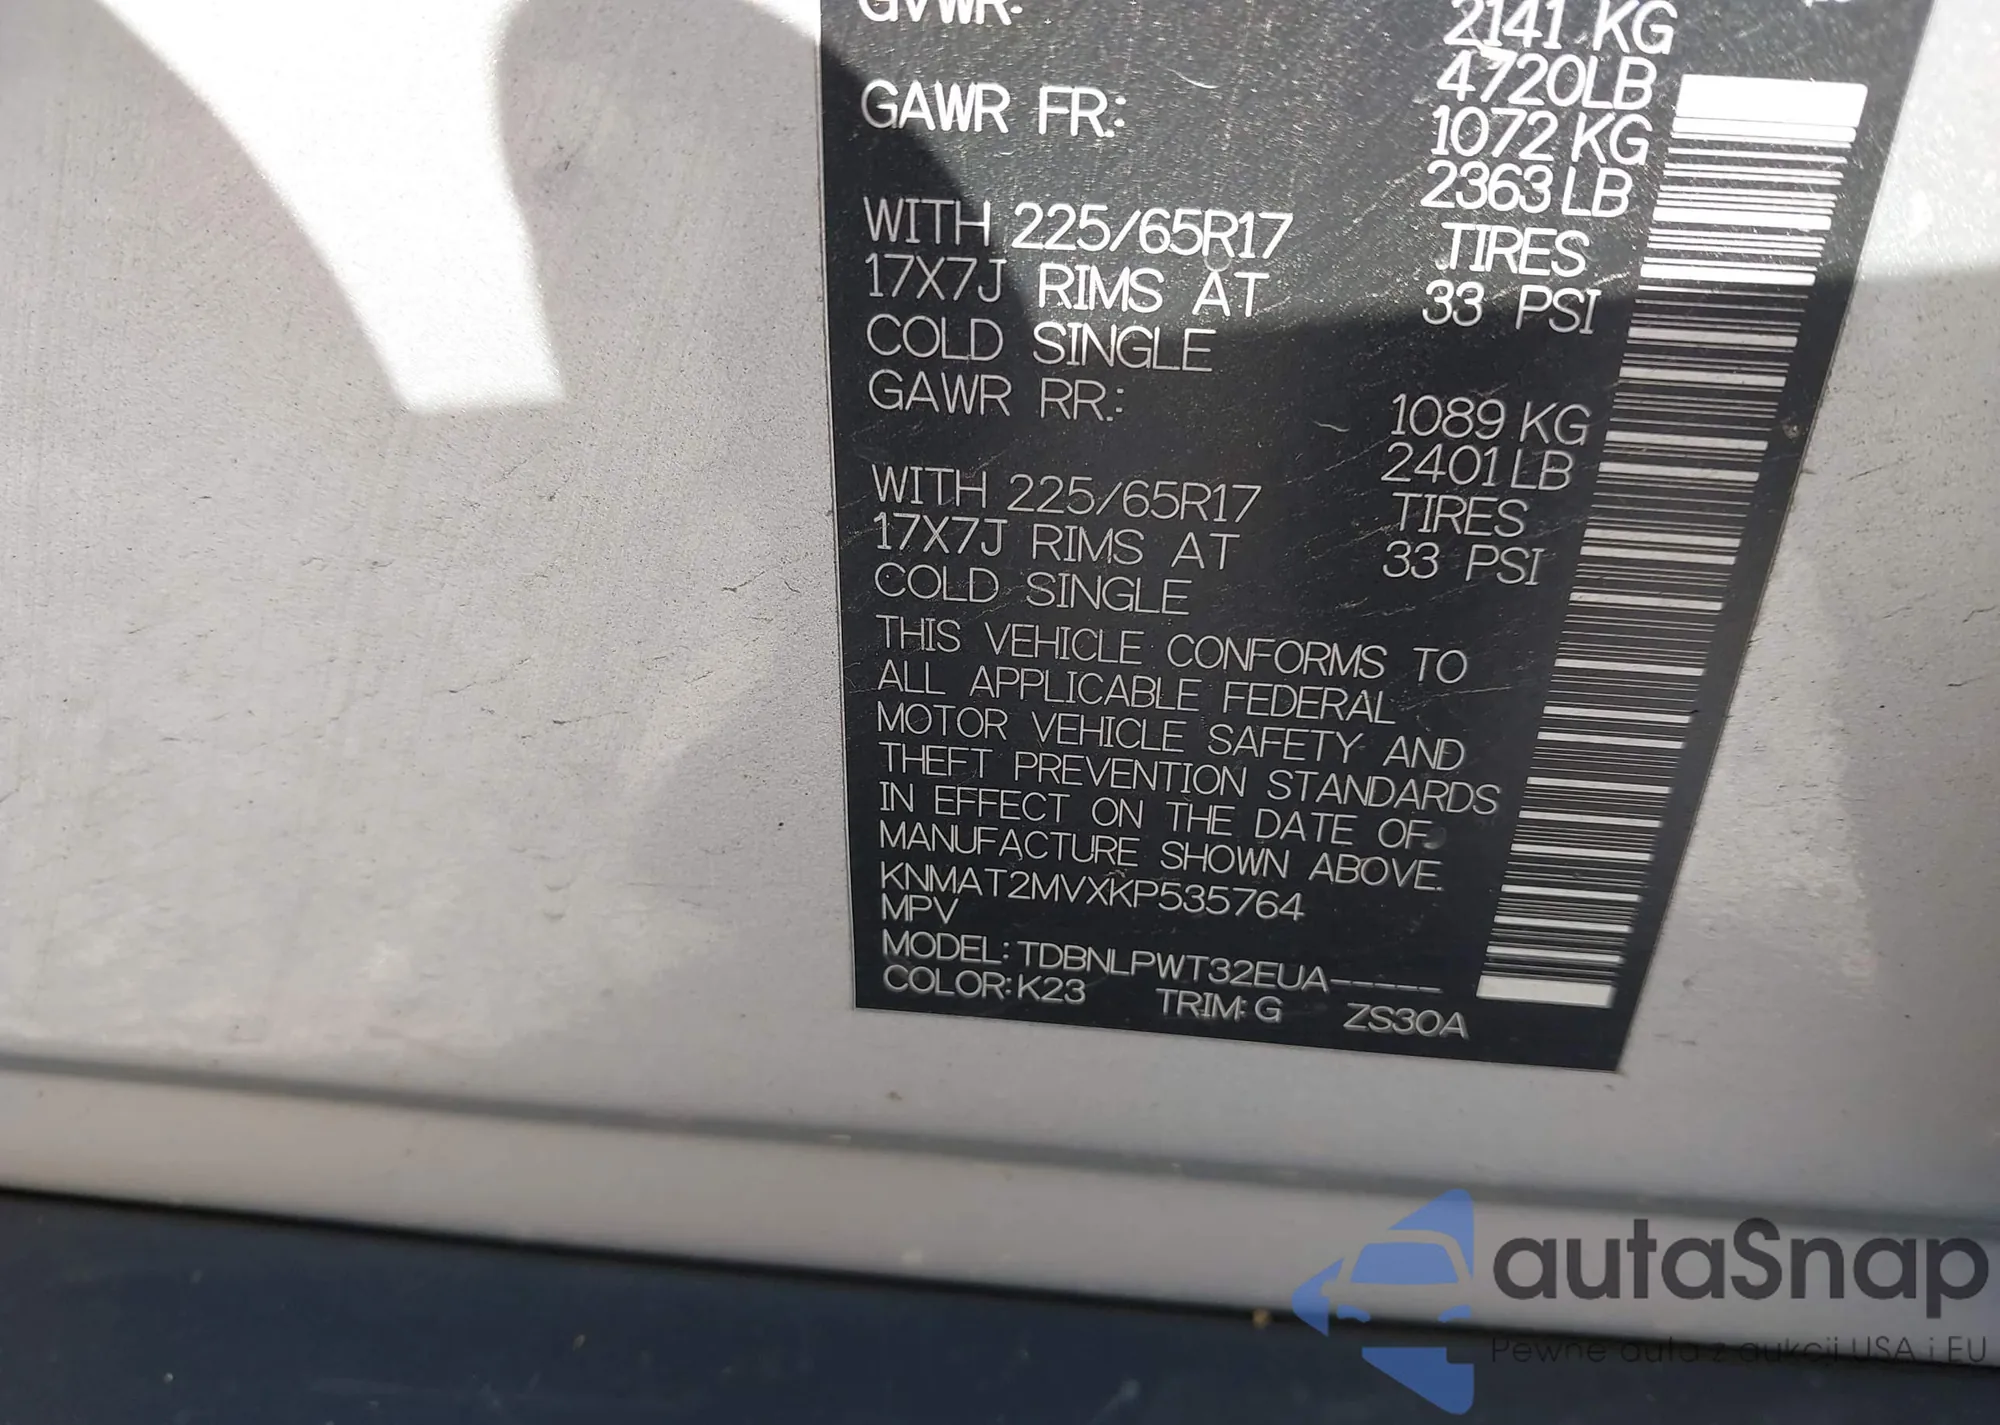 GVWR:
2141 KG
4720LB
GAWR FR.:
1072 KG
2363 LB
WITH 225/65R17 TIRES
17X7J RIMS AT 33 PSI
COLD SINGLE
GAWR RR.: 1089 KG
2401LB
WITH 225/65R17 TIRES
17X7J RIMS AT 33 PSI
COLD SINGLE
THIS VEHICLE CONFORMS TO
ALL APPLICABLE FEDERAL
MOTOR VEHICLE SAFETY AND
THEFT PREVENTION STANDARDS
IN EFFECT ON THE DATE OF
MANUFACTURE SHOWN ABOVE.
KNMAT2MVXKP535764
MPV
MODEL: TDBNLPWT32EUA-----
COLOR: K23 TRIM: G ZS30A
autaSnap
Pewne auta z aukcji USA i EU